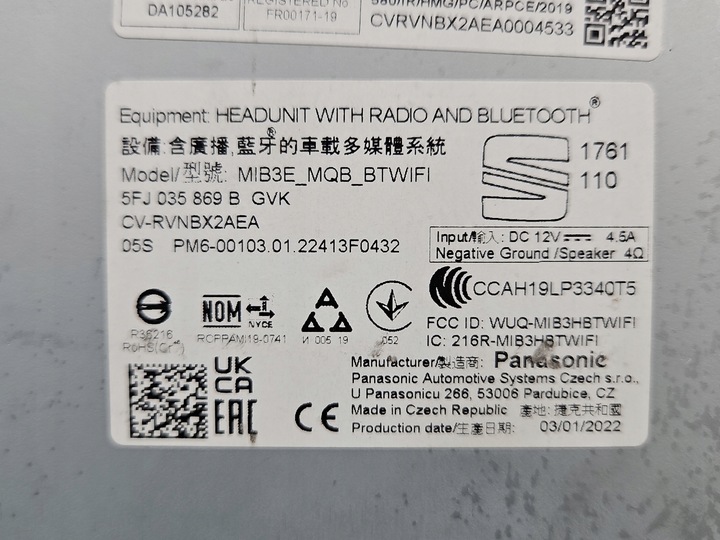 DA105282
REGISTERED No
FR00171-19
CVRVNBX2AEA0004533
Equipment: HEADUNIT WITH RADIO AND BLUETOOTH®
設備:含廣播,藍牙®的車載多媒體系統
Model/型號: MIB3E_MQB_BTWIFI
5FJ 035 869 B GVK
CV-RVNBX2AEA
05S PM6-00103.01.22413F0432
1761
110
Input/輸入: DC 12V 4.5A
Negative Ground /Speaker 4Ω
CCAH19LP3340T5
R36216
NOM
NYCE
052
FCC ID: WUQ-MIB3HBTWIFI
IC: 216R-MIB3HBTWIFI
Manufacturer/製造商: Panasonic
Panasonic Automotive Systems Czech s.r.o.,
U Panasonicu 266, 53006 Pardubice, CZ
Made in Czech Republic 產地: 捷克共和國
Production date/生產日期: 03/01/2022
UK
CA
EAC
CE